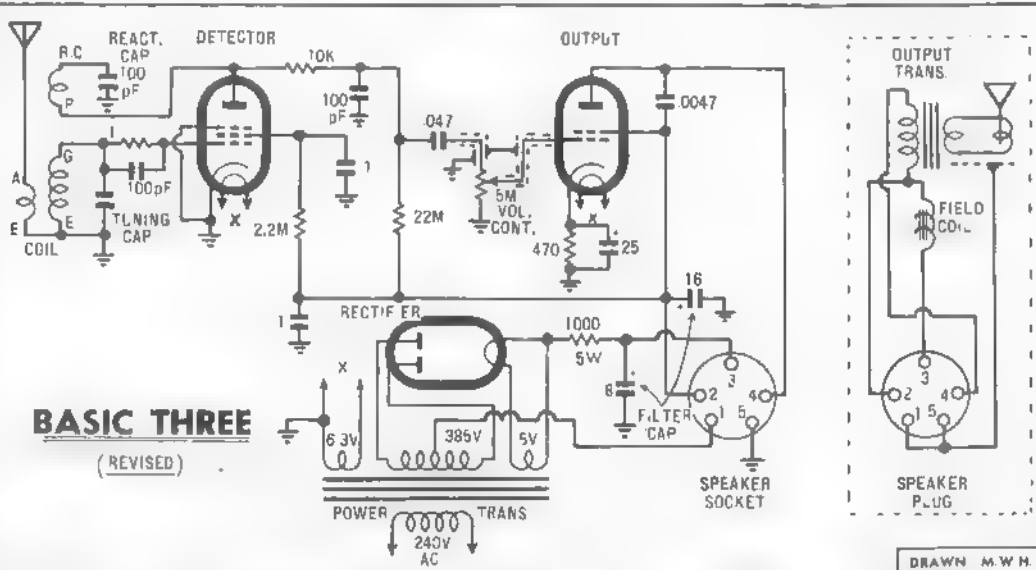 REACT.
CAP
100
pF
R.C
P
DETECTOR
10K
100
pF
OUTPUT
.0047
.047
1
100pF
G
A
E
E
COIL
TUNING
CAP
X
1
2.2M
22M
.5M
VOL.
CONT.
X
470
25
16
1
RECTIFIER
1000
5W
8
FILTER
CAP
3
2
4
1
5
SPEAKER
SOCKET
X
6.3V
385V
5V
POWER TRANS
240V
AC
BASIC THREE
(REVISED)
OUTPUT
TRANS.
FIELD
COIL
3
2
4
1
5
SPEAKER
PLUG
DRAWN M.W.H.